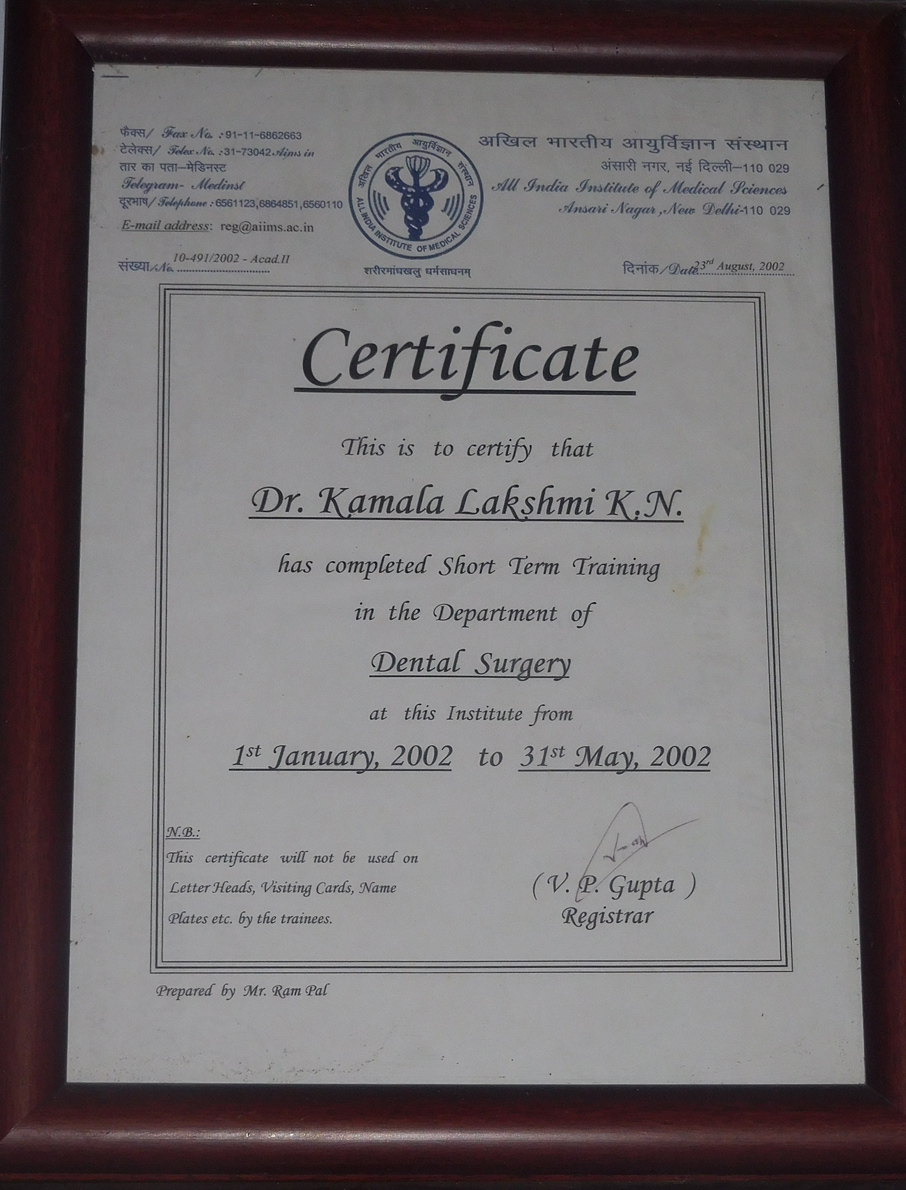 फैक्स/ Fax No. : 91-11-6862663
टेलेक्स/ Telex No. : 31-73042 Aims in
तार का पता-मेडिनस्ट
Telegram- Medinst
दूरभाष/ Telephone : 6561123,6864851,6560110
E-mail address: reg@aiims.ac.in
संख्या/No. 10-491/2002 - Acad.II
अखिल भारतीय आयुर्विज्ञान संस्थान
ALL INDIA INSTITUTE OF MEDICAL SCIENCES
शरीरमाद्यंखलु धर्मसाधनम्
अखिल भारतीय आयुर्विज्ञान संस्थान
अंसारी नगर, नई दिल्ली-110 029
All India Institute of Medical Sciences
Ansari Nagar ,New Delhi-110 029
दिनांक/Date 23rd August, 2002
Certificate
This is to certify that
Dr. Kamala Lakshmi K.N.
has completed Short Term Training
in the Department of
Dental Surgery
at this Institute from
1st January, 2002 to 31st May, 2002
N.B.:
This certificate will not be used on
Letter Heads, Visiting Cards, Name
Plates etc. by the trainees.
( V. P. Gupta )
Registrar
Prepared by Mr. Ram Pal